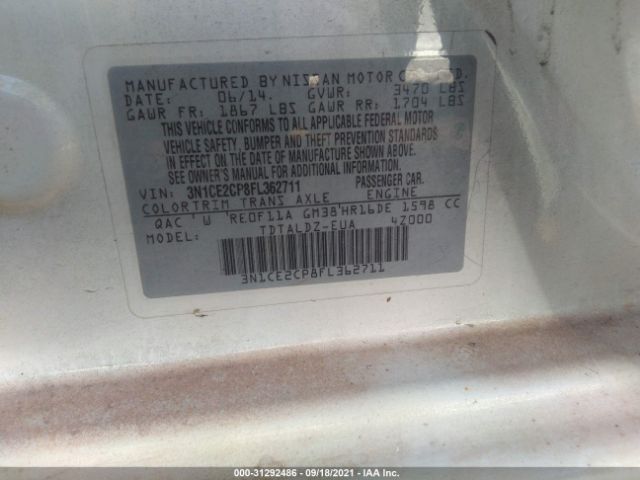 MANUFACTURED BY NISSAN MOTOR CO., LTD.
DATE: 06/14. GVWR: 3470 LBS
GAWR FR: 1867 LBS GAWR RR: 1704 LBS
THIS VEHICLE CONFORMS TO ALL APPLICABLE FEDERAL MOTOR
VEHICLE SAFETY, BUMPER AND THEFT PREVENTION STANDARDS
IN EFFECT ON THE DATE OF MANUFACTURE SHOWN ABOVE.
SEE OWNER'S MANUAL FOR ADDITIONAL INFORMATION.
VIN: 3N1CE2CP8FL362711 PASSENGER CAR.
COLOR TRIM TRANS AXLE ENGINE
QAC U RE0F11A GM38 HR16DE 1598 CC
MODEL: TDTALDZ-EUA 4Z000
3N1CE2CP8FL362711
000-31292486 - 09/18/2021 - IAA Inc.